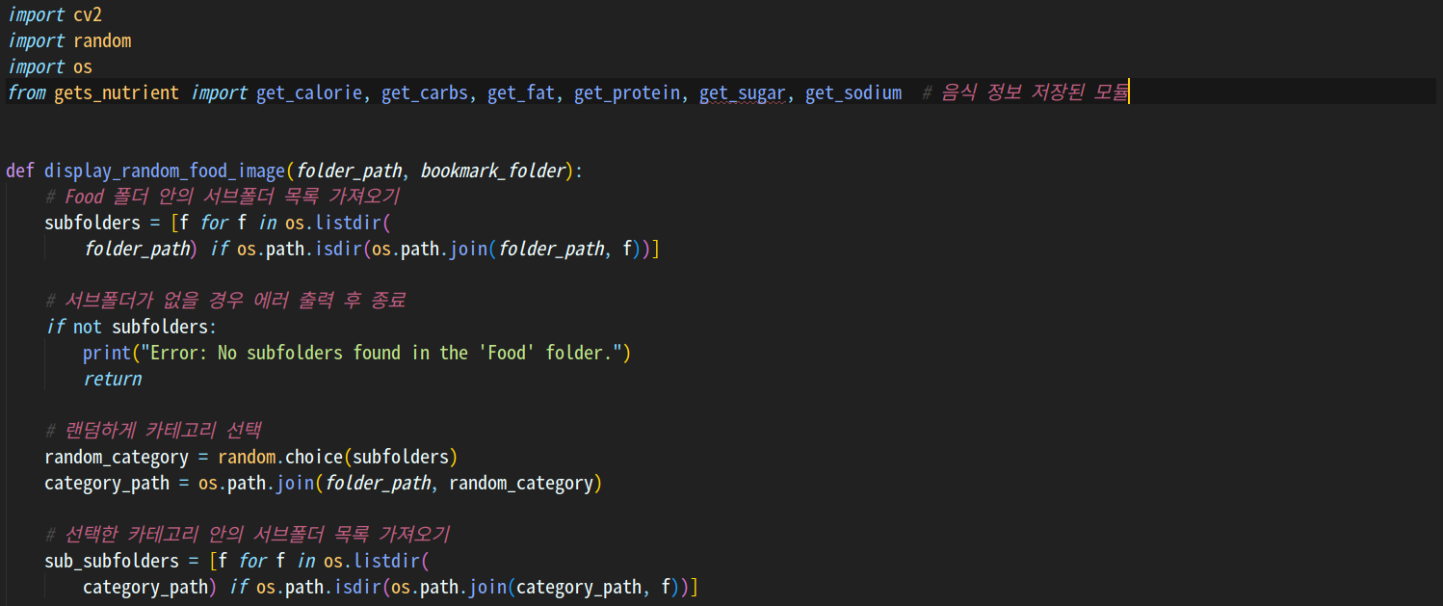 import cv2
import random
import os
from gets_nutrient import get_calorie, get_carbs, get_fat, get_protein, get_sugar, get_sodium  # 음식 정보 저장된 모듈
def display_random_food_image(folder_path, bookmark_folder):
    # Food 폴더 안의 서브폴더 목록 가져오기
    subfolders = [f for f in os.listdir(
        folder_path) if os.path.isdir(os.path.join(folder_path, f))]
    # 서브폴더가 없을 경우 에러 출력 후 종료
    if not subfolders:
        print("Error: No subfolders found in the 'Food' folder.")
        return
    # 랜덤하게 카테고리 선택
    random_category = random.choice(subfolders)
    category_path = os.path.join(folder_path, random_category)
    # 선택한 카테고리 안의 서브폴더 목록 가져오기
    sub_subfolders = [f for f in os.listdir(
        category_path) if os.path.isdir(os.path.join(category_path, f))]